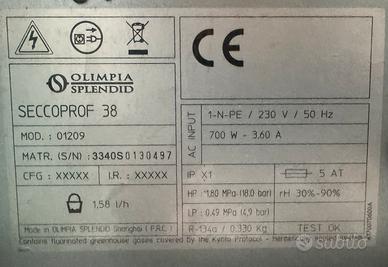 OLIMPIA
SPLENDID
SECCOPROF 38
MOD. : 01209
MATR. (S/N) : 3340S0130497
CFG : XXXXX I.R. : XXXXX
1,58 l/h
Made in OLIMPIA SPLENDID Shanghai (P.R.C.)
CE
AC INPUT
1-N-PE / 230 V / 50 Hz
700 W - 3,60 A
IP X1
5 AT
HP : 1,80 MPa (18.0 bar)
rH 30%-90%
LP : 0.49 MPa (4,9 bar)
R-134a / 0.330 Kg
TEST OK
Contains fluorinated greenhouse gases covered by the Kyoto Protocol - Hermetically sealed
subito